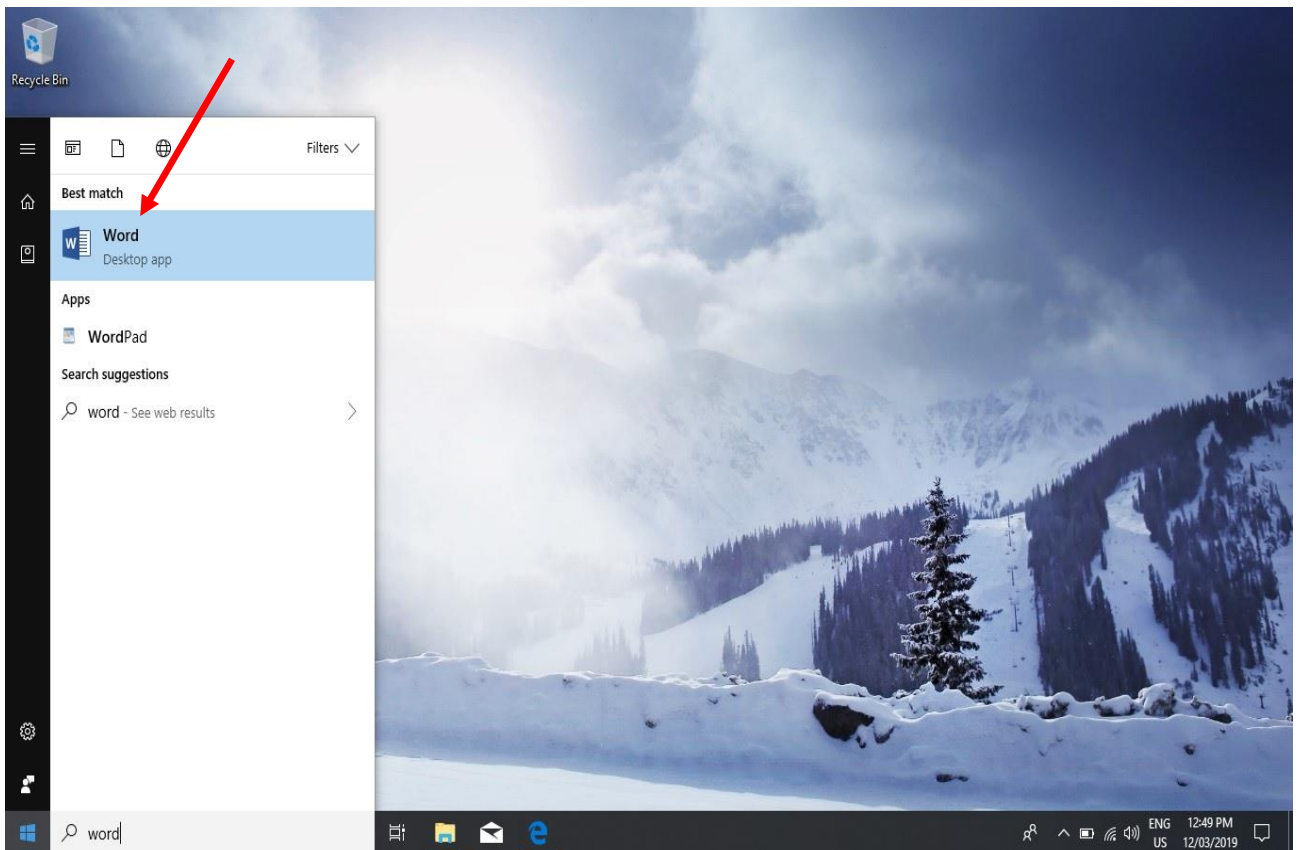 Recycle Bin
Filters
Best match
W
Word
Desktop app
Apps
WordPad
Search suggestions
word - See web results
word
ENG 12:49 PM
US 12/03/2019